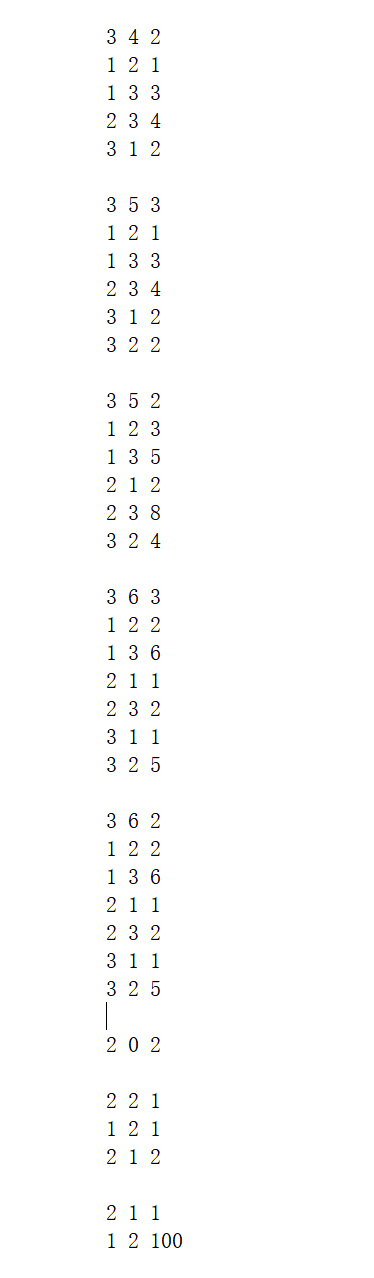 3 4 2
1 2 1
1 3 3
2 3 4
3 1 2

3 5 3
1 2 1
1 3 3
2 3 4
3 1 2
3 2 2

3 5 2
1 2 3
1 3 5
2 1 2
2 3 8
3 2 4

3 6 3
1 2 2
1 3 6
2 1 1
2 3 2
3 1 1
3 2 5

3 6 2
1 2 2
1 3 6
2 1 1
2 3 2
3 1 1
3 2 5

2 0 2

2 2 1
1 2 1
2 1 2

2 1 1
1 2 100